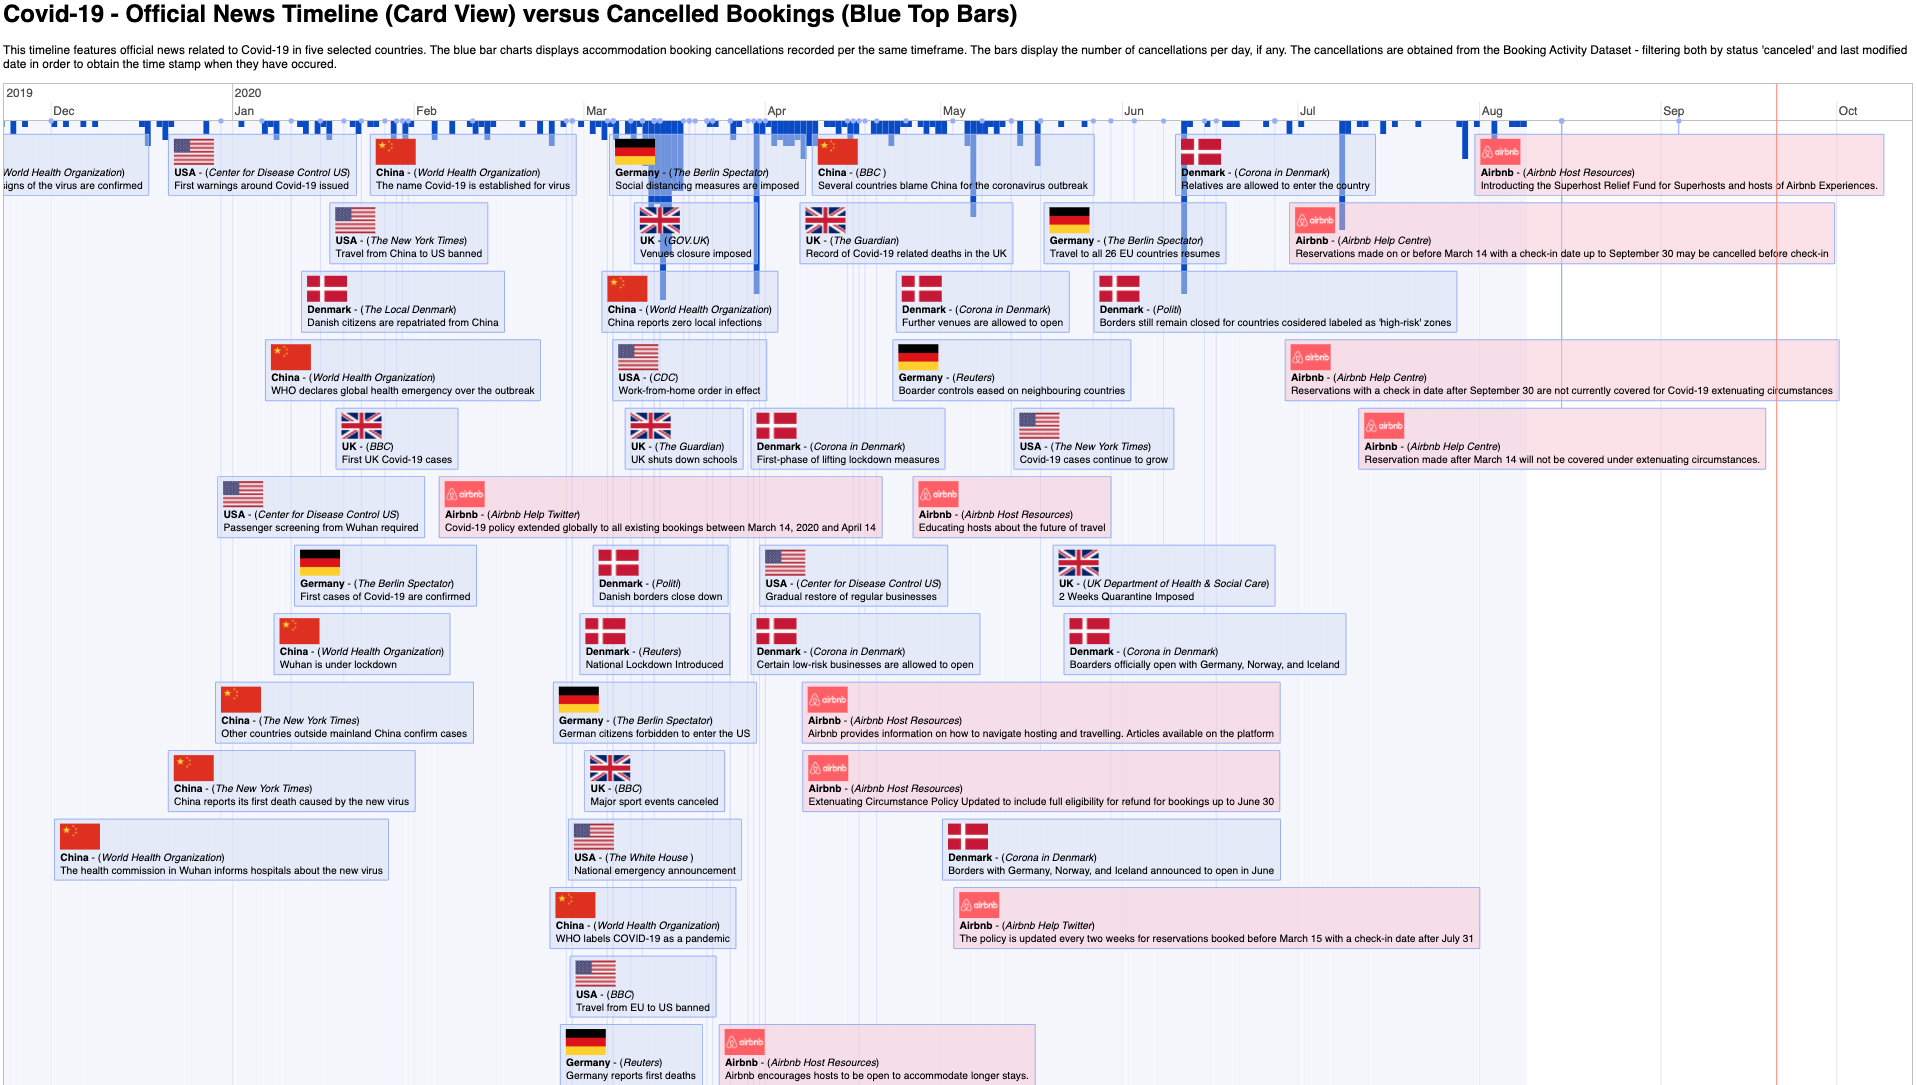 Covid-19 - Official News Timeline (Card View) versus Cancelled Bookings (Blue Top Bars)
This timeline features official news related to Covid-19 in five selected countries. The blue bar charts displays accommodation booking cancellations recorded per the same timeframe. The bars display the number of cancellations per day, if any. The cancellations are obtained from the Booking Activity Dataset - filtering both by status 'canceled' and last modified
date in order to obtain the time stamp when they have occured.
2019 2020
Dec Jan Feb Mar Apr May Jun Jul Aug Sep Oct
World Health Organization)
signs of the virus are confirmed
USA - (Center for Disease Control US)
First warnings around Covid-19 issued
China - (World Health Organization)
The name Covid-19 is established for virus
Germany - (The Berlin Spectator)
Social distancing measures are imposed
China - (BBC )
Several countries blame China for the coronavirus outbreak
Denmark - (Corona in Denmark)
Relatives are allowed to enter the country
airbnb
Airbnb - (Airbnb Host Resources)
Introducing the Superhost Relief Fund for Superhosts and hosts of Airbnb Experiences.
USA - (The New York Times)
Travel from China to US banned
UK - (GOV.UK)
Venues closure imposed
UK - (The Guardian)
Record of Covid-19 related deaths in the UK
Germany - (The Berlin Spectator)
Travel to all 26 EU countries resumes
airbnb
Airbnb - (Airbnb Help Centre)
Reservations made on or before March 14 with a check-in date up to September 30 may be cancelled before check-in
Denmark - (The Local Denmark)
Danish citizens are repatriated from China
China - (World Health Organization)
China reports zero local infections
Denmark - (Corona in Denmark)
Further venues are allowed to open
Denmark - (Politi)
Borders still remain closed for countries cosidered labeled as 'high-risk' zones
China - (World Health Organization)
WHO declares global health emergency over the outbreak
USA - (CDC)
Work-from-home order in effect
Germany - (Reuters)
Boarder controls eased on neighbouring countries
airbnb
Airbnb - (Airbnb Help Centre)
Reservations with a check in date after September 30 are not currently covered for Covid-19 extenuating circumstances
UK - (BBC)
First UK Covid-19 cases
UK - (The Guardian)
UK shuts down schools
Denmark - (Corona in Denmark)
First-phase of lifting lockdown measures
USA - (The New York Times)
Covid-19 cases continue to grow
airbnb
Airbnb - (Airbnb Help Centre)
Reservation made after March 14 will not be covered under extenuating circumstances.
USA - (Center for Disease Control US)
Passenger screening from Wuhan required
airbnb
Airbnb - (Airbnb Help Twitter)
Covid-19 policy extended globally to all existing bookings between March 14, 2020 and April 14
airbnb
Airbnb - (Airbnb Host Resources)
Educating hosts about the future of travel
Germany - (The Berlin Spectator)
First cases of Covid-19 are confirmed
Denmark - (Politi)
Danish borders close down
USA - (Center for Disease Control US)
Gradual restore of regular businesses
UK - (UK Department of Health & Social Care)
2 Weeks Quarantine Imposed
China - (World Health Organization)
Wuhan is under lockdown
Denmark - (Reuters)
National Lockdown Introduced
Denmark - (Corona in Denmark)
Certain low-risk businesses are allowed to open
Denmark - (Corona in Denmark)
Boarders officially open with Germany, Norway, and Iceland
China - (The New York Times)
Other countries outside mainland China confirm cases
Germany - (The Berlin Spectator)
German citizens forbidden to enter the US
airbnb
Airbnb - (Airbnb Host Resources)
Airbnb provides information on how to navigate hosting and travelling. Articles available on the platform
China - (The New York Times)
China reports its first death caused by the new virus
UK - (BBC)
Major sport events canceled
airbnb
Airbnb - (Airbnb Host Resources)
Extenuating Circumstance Policy Updated to include full eligibility for refund for bookings up to June 30
China - (World Health Organization)
The health commission in Wuhan informs hospitals about the new virus
USA - (The White House )
National emergency announcement
Denmark - (Corona in Denmark)
Borders with Germany, Norway, and Iceland announced to open in June
China - (World Health Organization)
WHO labels COVID-19 as a pandemic
airbnb
Airbnb - (Airbnb Help Twitter)
The policy is updated every two weeks for reservations booked before March 15 with a check-in date after July 31
USA - (BBC)
Travel from EU to US banned
Germany - (Reuters)
Germany reports first deaths
airbnb
Airbnb - (Airbnb Host Resources)
Airbnb encourages hosts to be open to accommodate longer stays.